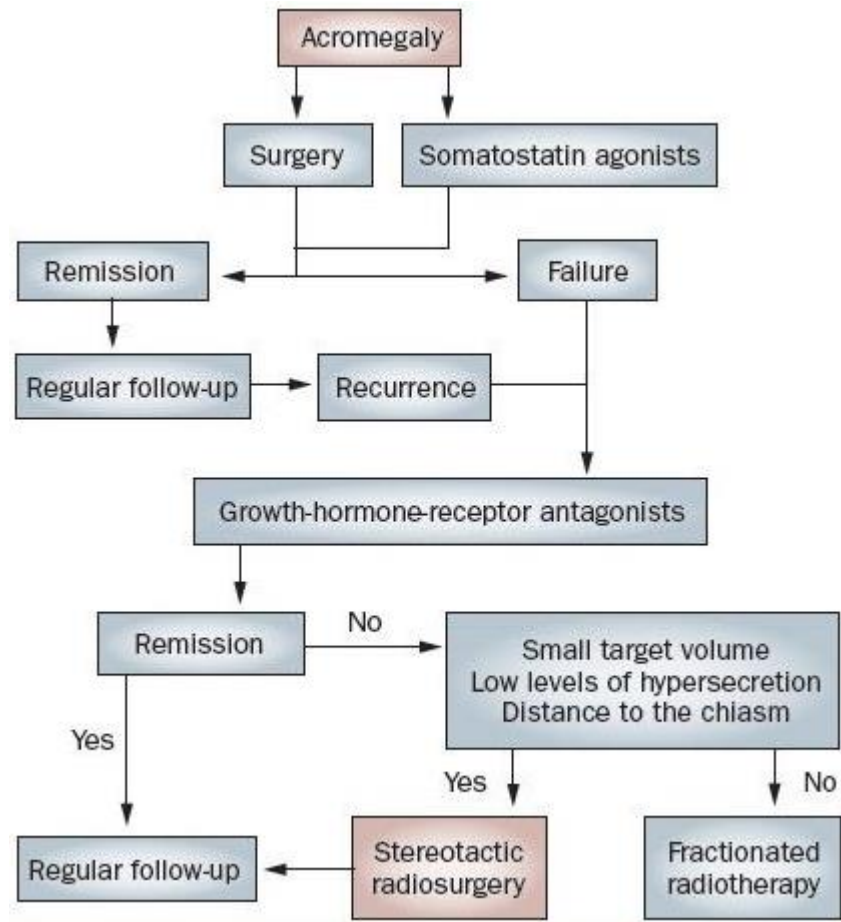 Acromegaly
Surgery
Somatostatin agonists
Remission
Failure
Regular follow-up
Recurrence
Growth-hormone-receptor antagonists
Remission
No
Small target volume
Low levels of hypersecretion
Distance to the chiasm
Yes
Yes
No
Regular follow-up
Stereotactic
radiosurgery
Fractionated
radiotherapy